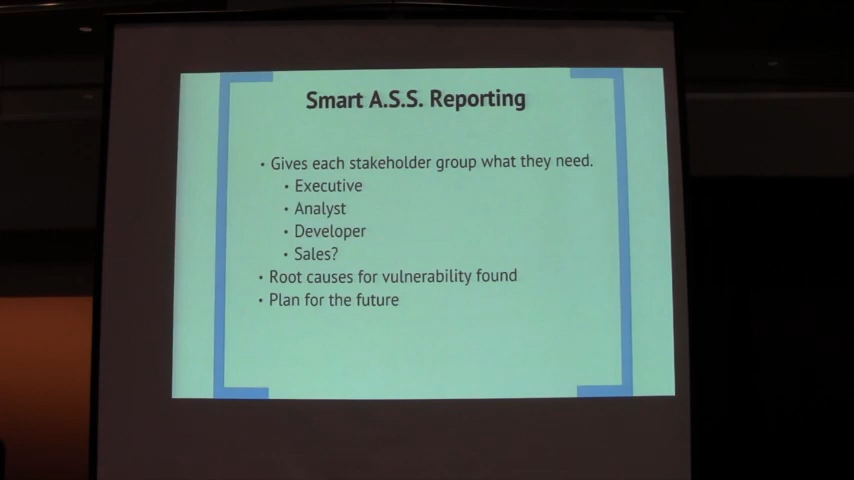 Smart A.S.S. Reporting
• Gives each stakeholder group what they need.
• Executive
• Analyst
• Developer
• Sales?
• Root causes for vulnerability found
• Plan for the future